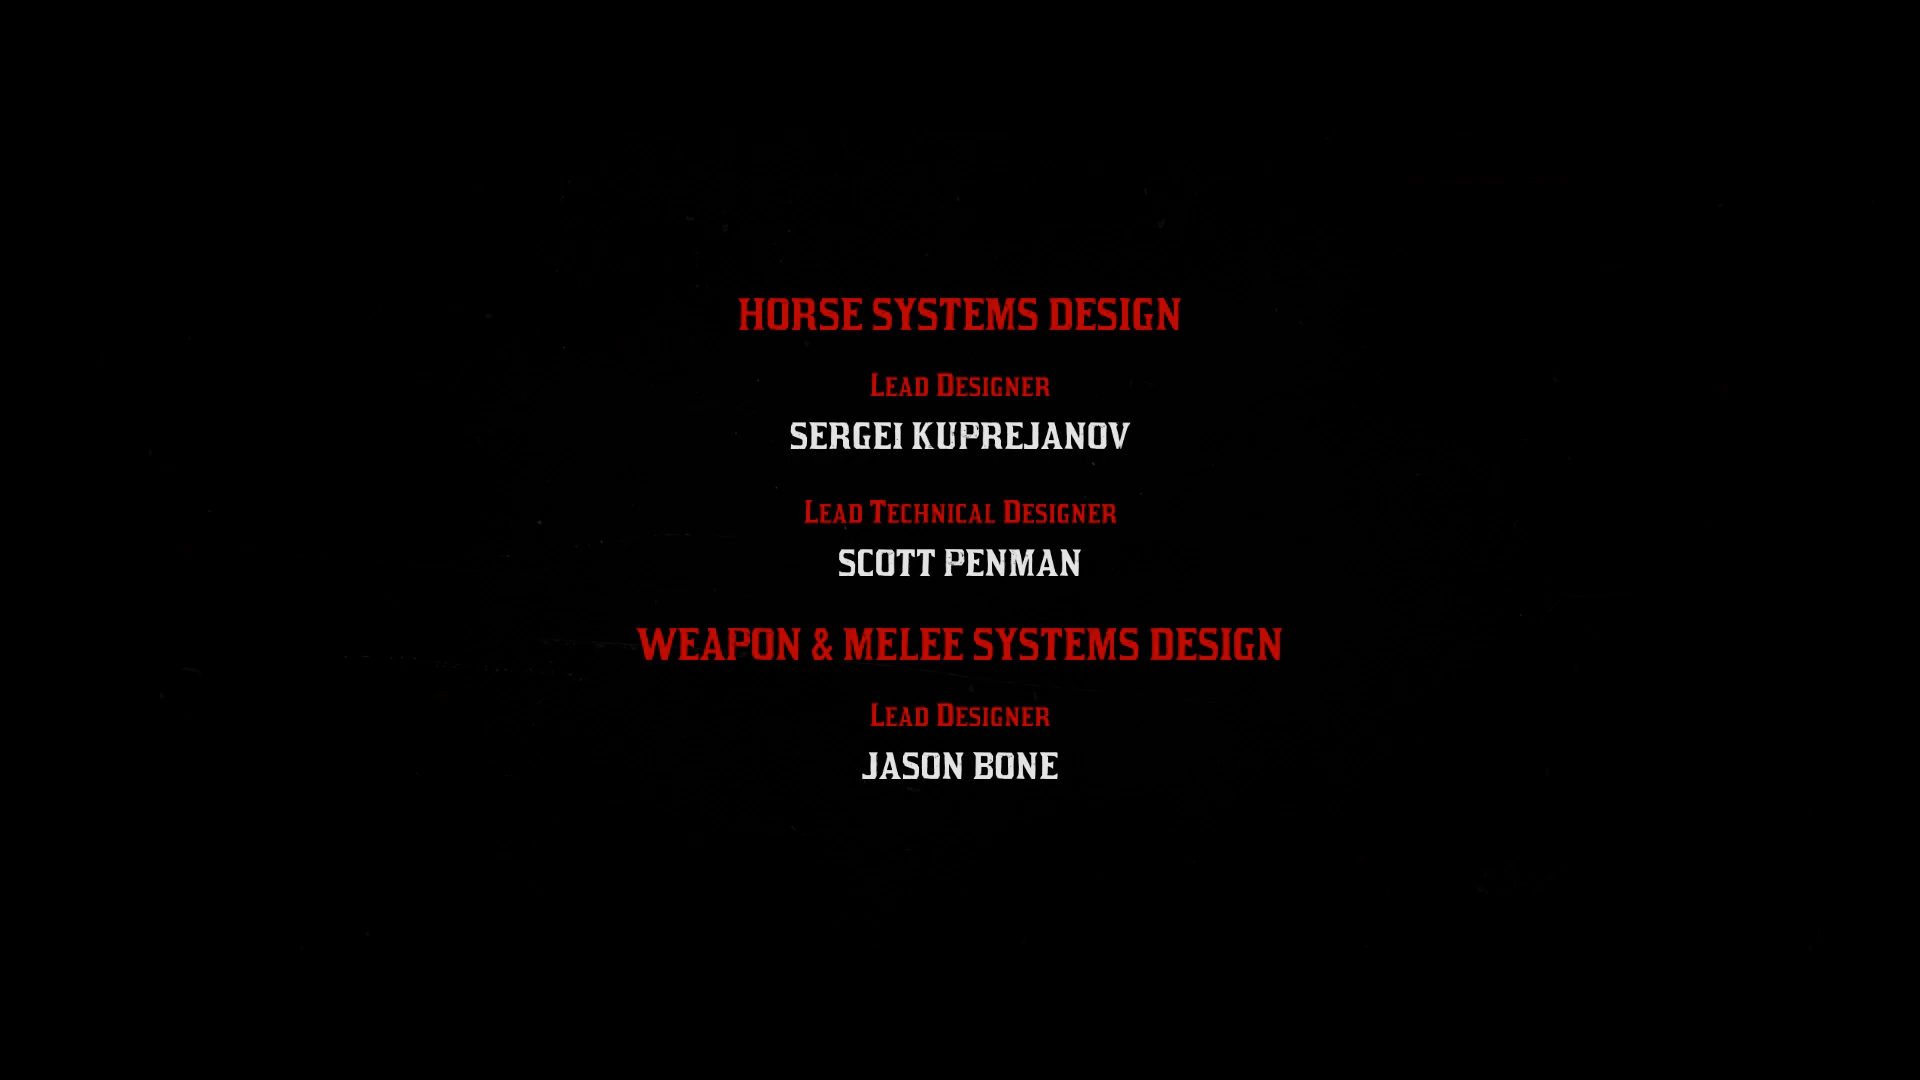 HORSE SYSTEMS DESIGN
LEAD DESIGNER
SERGEI KUPREJANOV
LEAD TECHNICAL DESIGNER
SCOTT PENMAN
WEAPON & MELEE SYSTEMS DESIGN
LEAD DESIGNER
JASON BONE